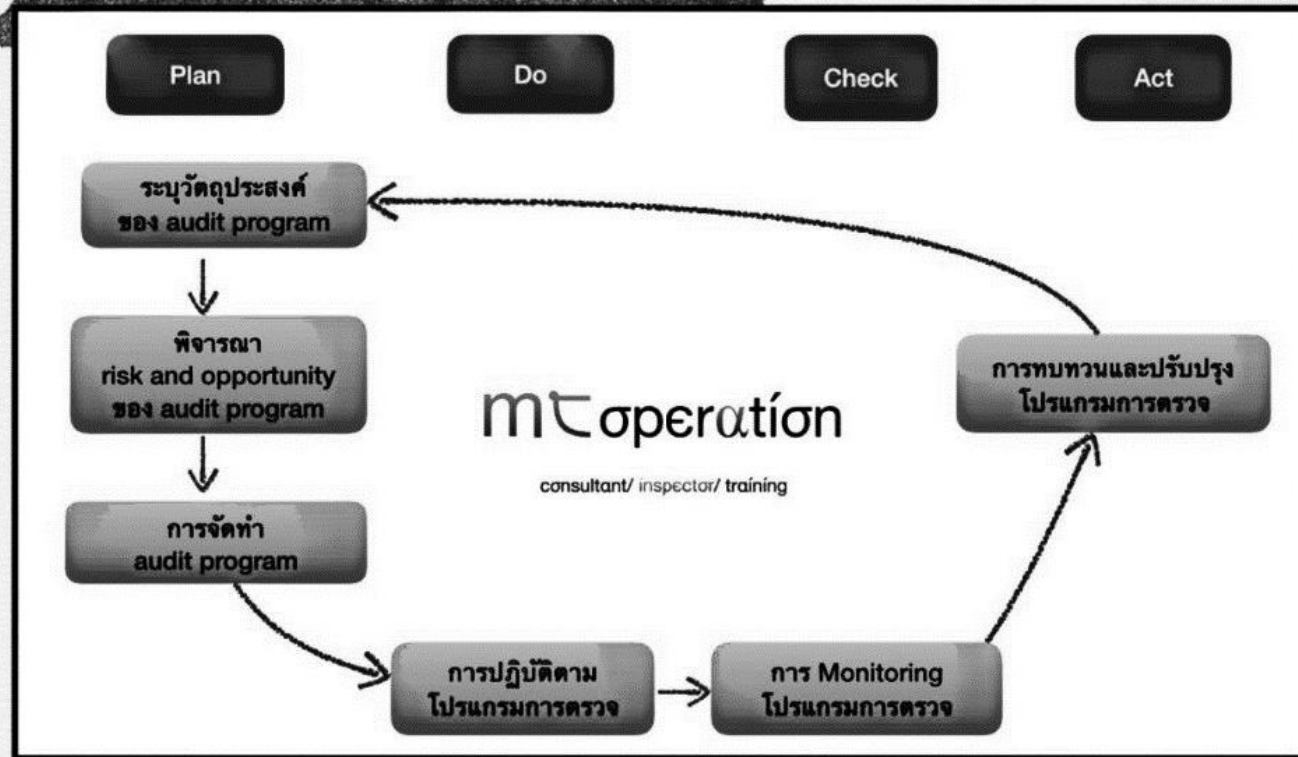 Plan
Do
Check
Act
ระบุวัตถุประสงค์
ของ audit program
พิจารณา
risk and opportunity
ของ audit program
การจัดทำ
audit program
การปฏิบัติตาม
โปรแกรมการตรวจ
การ Monitoring
โปรแกรมการตรวจ
การทบทวนและปรับปรุง
โปรแกรมการตรวจ
mt operation
consultant/ inspector/ training